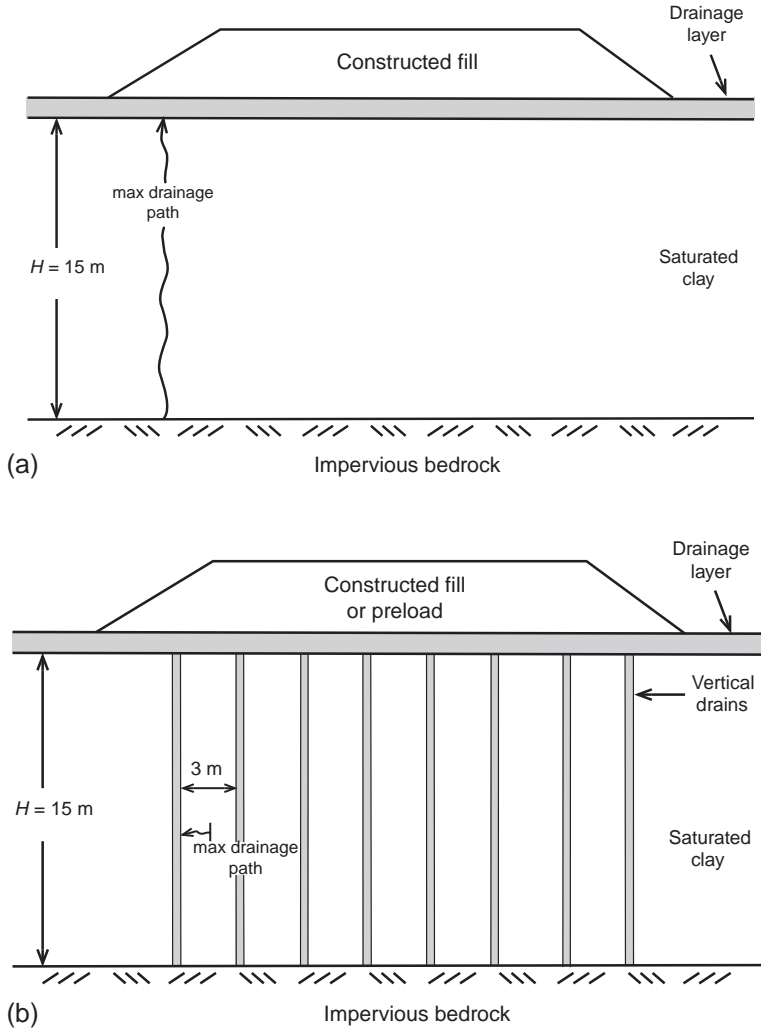 Drainage
layer
Constructed fill
max drainage
path
H = 15 m
Saturated
clay
(a)
Impervious bedrock
Drainage
layer
Constructed fill
or preload
Vertical
drains
3 m
H = 15 m
max drainage
path
Saturated
clay
(b)
Impervious bedrock